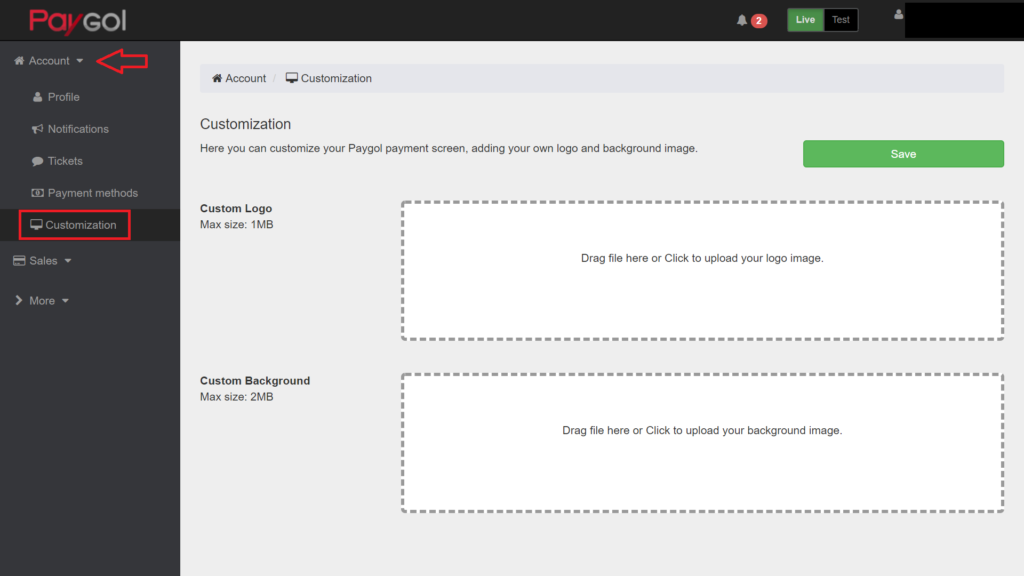 PayGol
2
Live Test
Account
Profile
Notifications
Tickets
Payment methods
Customization
Sales
More
Account / Customization
Customization
Here you can customize your Paygol payment screen, adding your own logo and background image.
Save
Custom Logo
Max size: 1MB
Drag file here or Click to upload your logo image.
Custom Background
Max size: 2MB
Drag file here or Click to upload your background image.